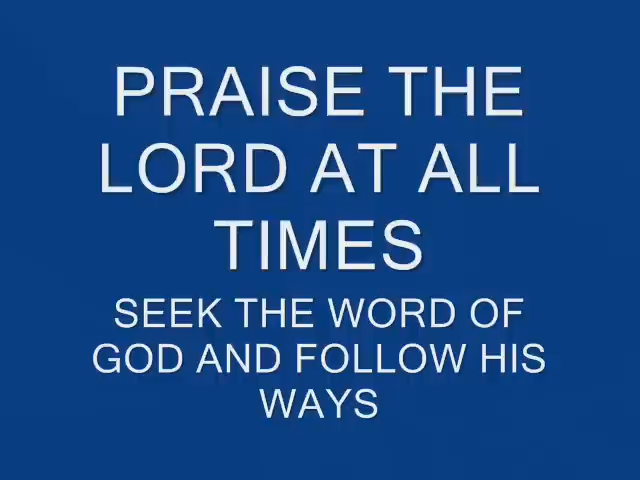 PRAISE THE
LORD AT ALL
TIMES
SEEK THE WORD OF
GOD AND FOLLOW HIS
WAYS